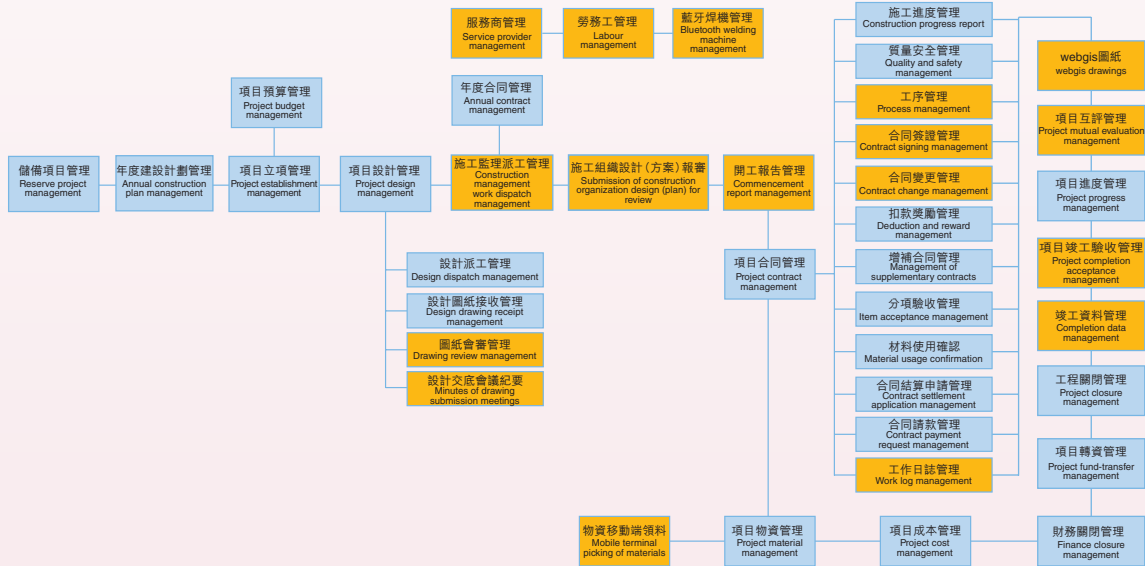 服務商管理
Service provider
management
勞務工管理
Labour
management
藍牙焊機管理
Bluetooth welding
machine
management
項目預算管理
Project budget
management
年度合同管理
Annual contract
management
儲備項目管理
Reserve project
management
年度建設計劃管理
Annual construction
plan management
項目立項管理
Project establishment
management
項目設計管理
Project design
management
施工監理派工管理
Construction
management
work dispatch
management
施工組織設計(方案)報審
Submission of construction
organization design (plan) for
review
開工報告管理
Commencement
report management
設計派工管理
Design dispatch management
設計圖紙接收管理
Design drawing receipt
management
圖紙會審管理
Drawing review management
設計交底會議紀要
Minutes of drawing
submission meetings
項目合同管理
Project contract
management
施工進度管理
Construction progress report
質量安全管理
Quality and safety
management
工序管理
Process management
合同簽證管理
Contract signing management
合同變更管理
Contract change management
扣款獎勵管理
Deduction and reward
management
增補合同管理
Management of
supplementary contracts
分項驗收管理
Item acceptance management
材料使用確認
Material usage confirmation
合同結算申請管理
Contract settlement
application management
合同請款管理
Contract payment
request management
工作日誌管理
Work log management
webgis圖紙
webgis drawings
項目互評管理
Project mutual evaluation
management
項目進度管理
Project progress
management
項目竣工驗收管理
Project completion
acceptance
management
竣工資料管理
Completion data
management
工程關閉管理
Project closure
management
項目轉資管理
Project fund-transfer
management
物資移動端領料
Mobile terminal
picking of materials
項目物資管理
Project material
management
項目成本管理
Project cost
management
財務關閉管理
Finance closure
management